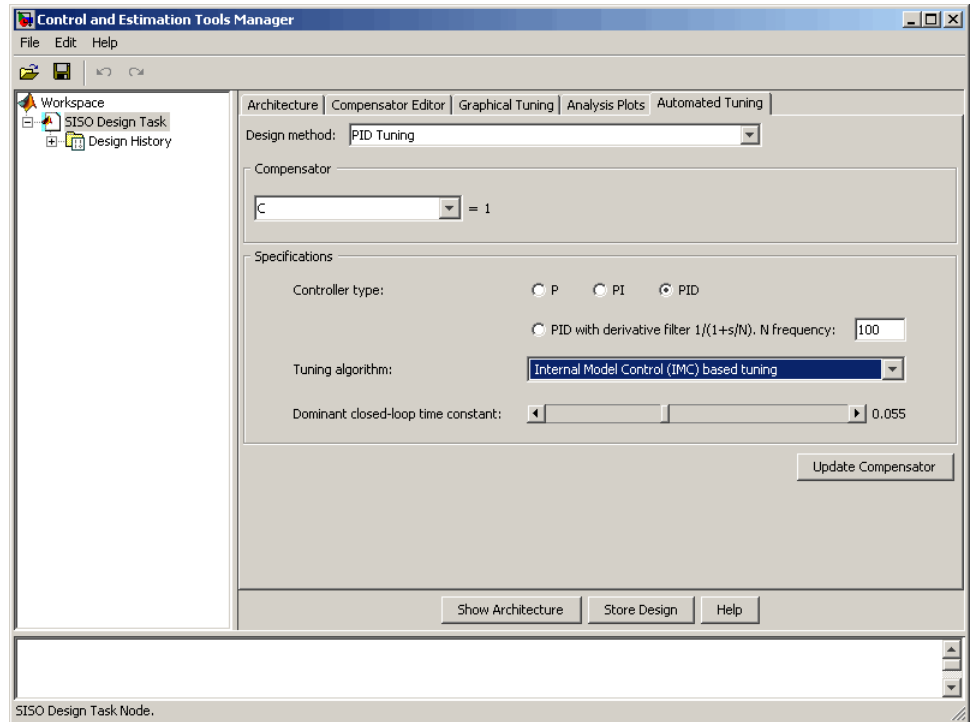 Control and Estimation Tools Manager
File Edit Help
Workspace
SISO Design Task
Design History
Architecture Compensator Editor Graphical Tuning Analysis Plots Automated Tuning
Design method: PID Tuning
Compensator
C = 1
Specifications
Controller type: P PI PID
PID with derivative filter 1/(1+s/N). N frequency: 100
Tuning algorithm: Internal Model Control (IMC) based tuning
Dominant closed-loop time constant: 0.055
Update Compensator
Show Architecture Store Design Help
SISO Design Task Node.